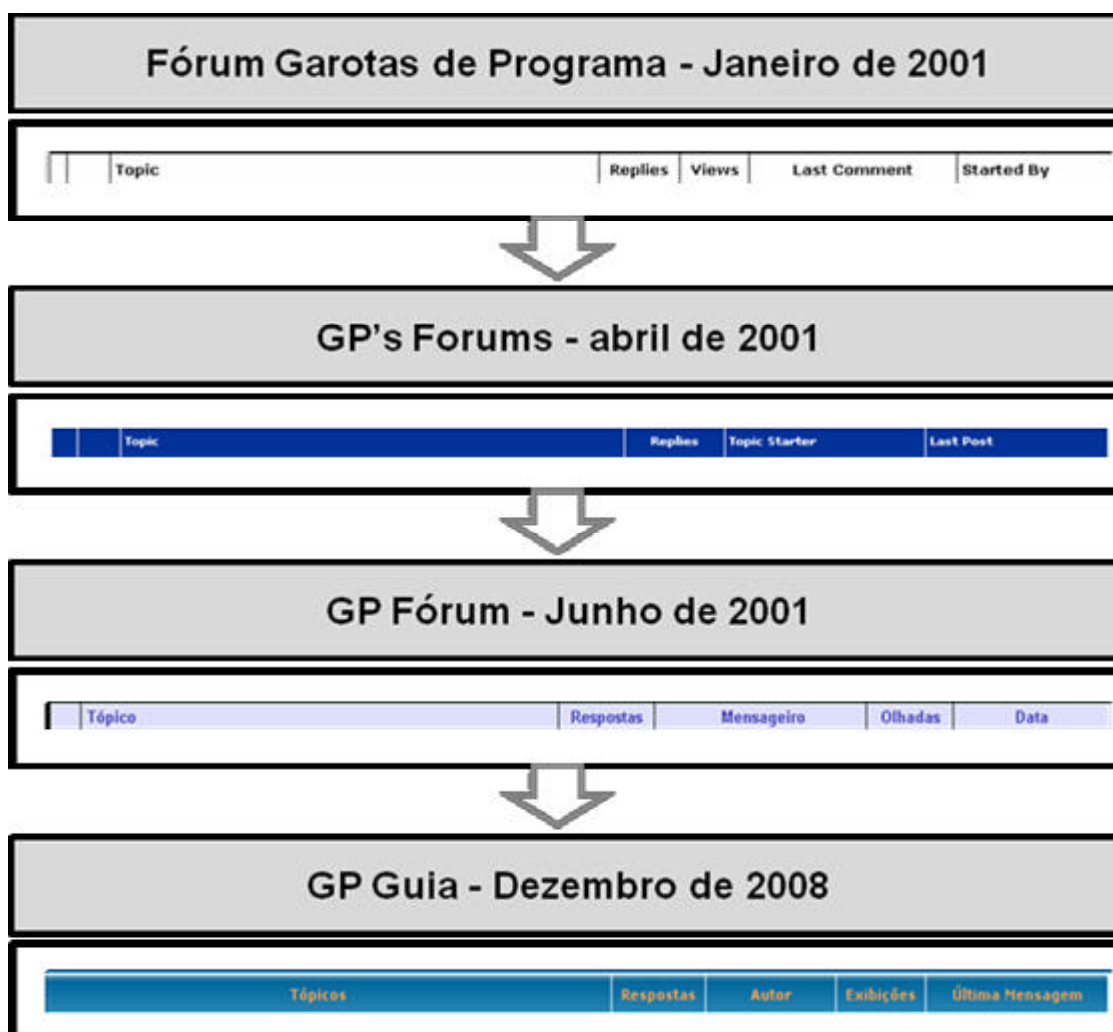 Fórum Garotas de Programa - Janeiro de 2001
Topic Replies Views Last Comment Started By
GP's Forums - abril de 2001
Topic Replies Topic Starter Last Post
GP Fórum - Junho de 2001
Tópico Respostas Mensageiro Olhadas Data
GP Guia - Dezembro de 2008
Tópicos Respostas Autor Exibições Última Mensagem